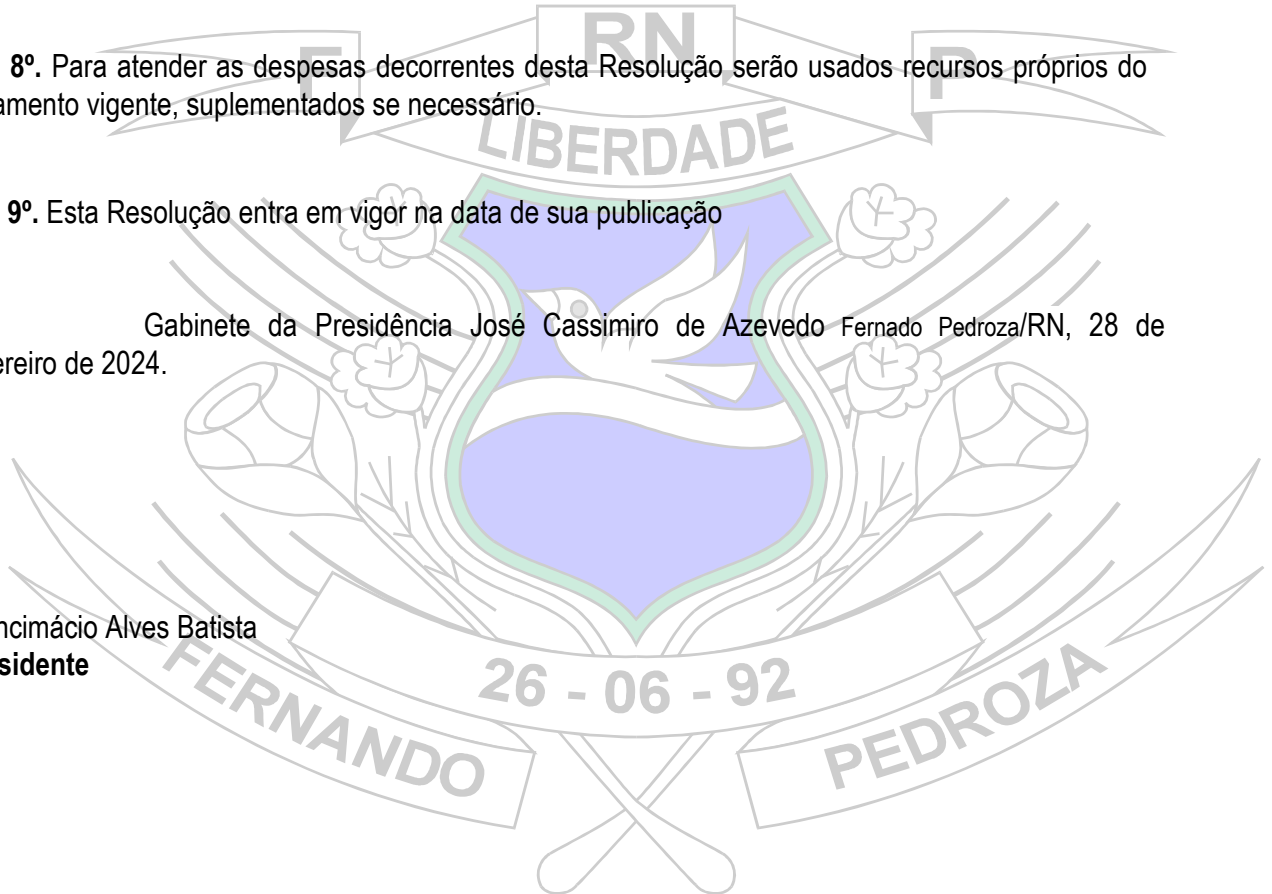 F RN P
8º. Para atender as despesas decorrentes desta Resolução serão usados recursos próprios do
amento vigente, suplementados se necessário.
LIBERDADE
9º. Esta Resolução entra em vigor na data de sua publicação
Gabinete da Presidência José Cassimiro de Azevedo Fernado Pedroza/RN, 28 de
ereiro de 2024.
ncimácio Alves Batista
sidente
26 - 06 - 92
FERNANDO PEDROZA